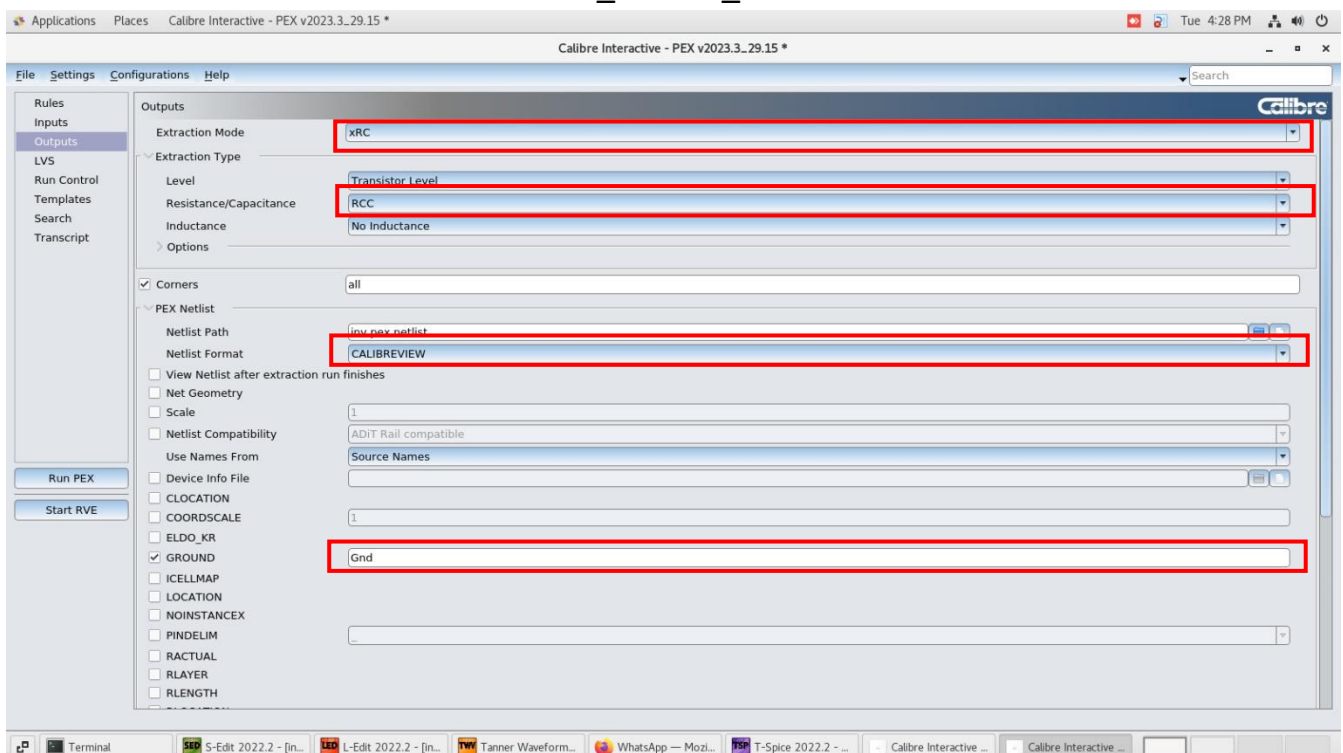 Applications Places Calibre Interactive - PEX v2023.3_29.15 * Tue 4:28 PM
Calibre Interactive - PEX v2023.3_29.15 *
File Settings Configurations Help Search
Rules
Inputs
Outputs
LVS
Run Control
Templates
Search
Transcript
Run PEX
Start RVE
Outputs Calibre
Extraction Mode xRC
Extraction Type
Level Transistor Level
Resistance/Capacitance RCC
Inductance No Inductance
Options
Corners all
PEX Netlist
Netlist Path inv.pex.netlist
Netlist Format CALIBREVIEW
View Netlist after extraction run finishes
Net Geometry
Scale 1
Netlist Compatibility ADiT Rail compatible
Use Names From Source Names
Device Info File
CLOCATION
COORDSCALE 1
ELDO_KR
GROUND Gnd
ICELLMAP
LOCATION
NOINSTANCEX
PINDELIM _
RACTUAL
RLAYER
RLENGTH
Terminal SED S-Edit 2022.2 - [in... LED L-Edit 2022.2 - [in... TWV Tanner Waveform... WhatsApp — Mozi... TSP T-Spice 2022.2 - ... Calibre Interactive ... Calibre Interactive ...